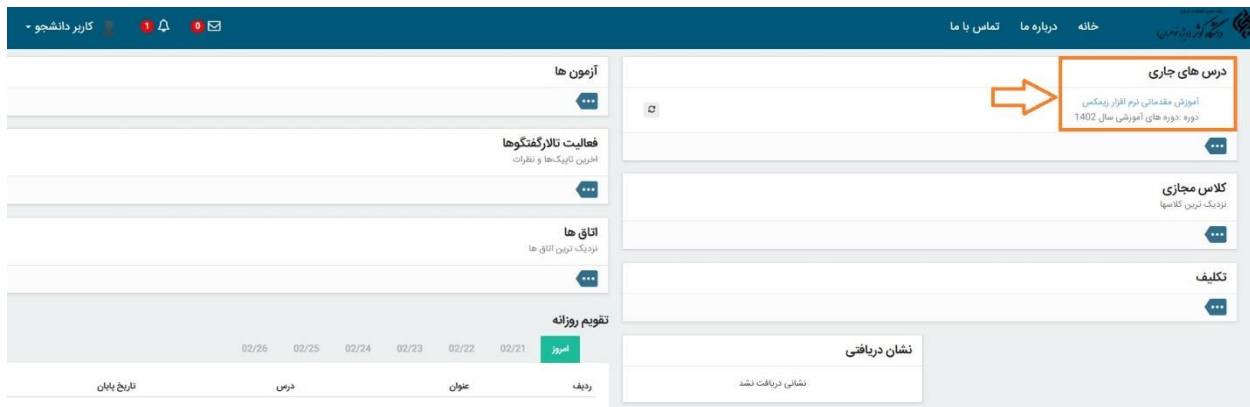 خانه
درباره ما
تماس با ما
0
1
کاربر دانشجو
درس های جاری
آموزش مقدماتی نرم افزار زیمکس
دوره :دوره های آموزشی سال 1402
کلاس مجازی
نزدیک ترین کلاسها
تکلیف
نشان دریافتی
نشانی دریافت نشد
آزمون ها
فعالیت تالارگفتگوها
اخرین تاپیک‌ها و نظرات
اتاق ها
نزدیک ترین اتاق ها
تقویم روزانه
امروز 02/21 02/22 02/23 02/24 02/25 02/26
ردیف عنوان درس تاریخ پایان